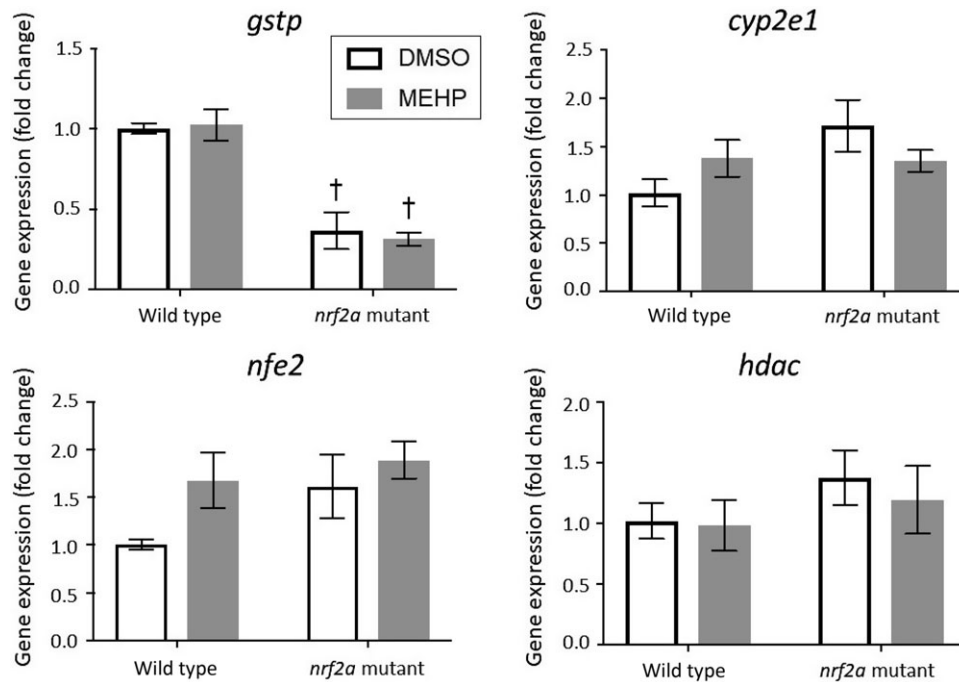 gstp
Gene expression (fold change)
1.5
1.0
0.5
0.0
DMSO
MEHP
†
†
Wild type
nrf2a mutant
cyp2e1
Gene expression (fold change)
2.5
2.0
1.5
1.0
0.5
0.0
Wild type
nrf2a mutant
nfe2
Gene expression (fold change)
2.5
2.0
1.5
1.0
0.5
0.0
Wild type
nrf2a mutant
hdac
Gene expression (fold change)
2.0
1.5
1.0
0.5
0.0
Wild type
nrf2a mutant